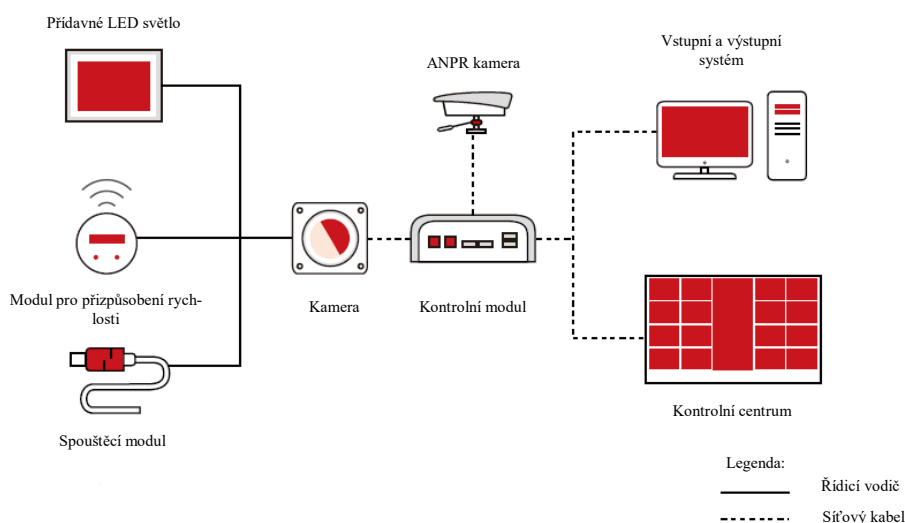 Přídavné LED světlo
ANPR kamera
Vstupní a výstupní
systém
Modul pro přizpůsobení rych-
losti
Kamera
Kontrolní modul
Spouštěcí modul
Kontrolní centrum
Legenda:
Řídicí vodič
Síťový kabel